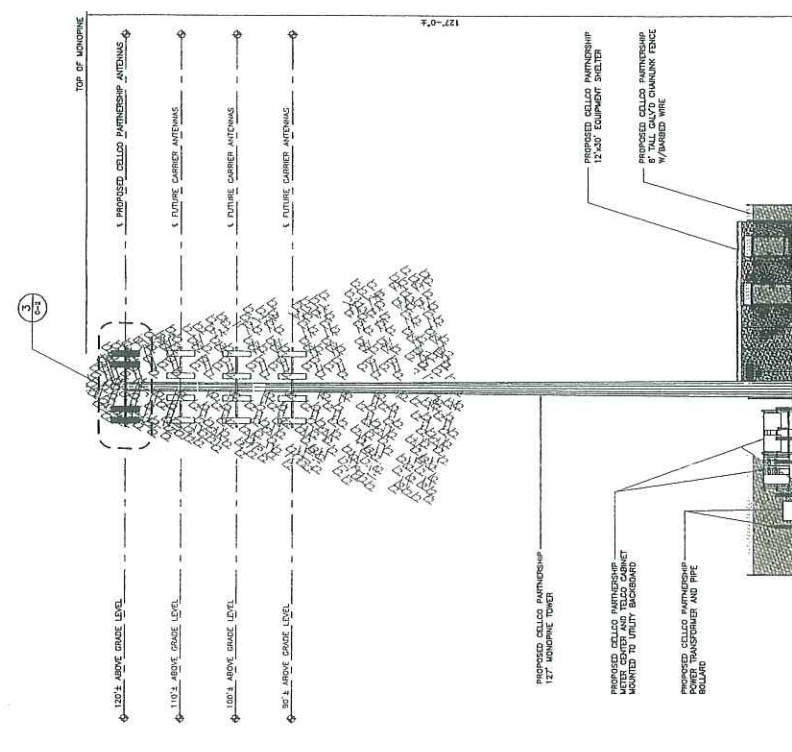 TOP OF MONOPINE
127'-0"±
3
120'± ABOVE GRADE LEVEL
℄ PROPOSED CELLCO PARTNERSHIP ANTENNAS
110'± ABOVE GRADE LEVEL
℄ FUTURE CARRIER ANTENNAS
100'± ABOVE GRADE LEVEL
℄ FUTURE CARRIER ANTENNAS
90'± ABOVE GRADE LEVEL
℄ FUTURE CARRIER ANTENNAS
PROPOSED CELLCO PARTNERSHIP
127' MONOPINE TOWER
PROPOSED CELLCO PARTNERSHIP
METER CENTER AND TELCO CABINET
MOUNTED TO UTILITY BACKBOARD
PROPOSED CELLCO PARTNERSHIP
POWER TRANSFORMER AND PIPE
BOLLARD
PROPOSED CELLCO PARTNERSHIP
12'x30' EQUIPMENT SHELTER
PROPOSED CELLCO PARTNERSHIP
8' TALL GALV'D CHAINLINK FENCE
W/BARBED WIRE